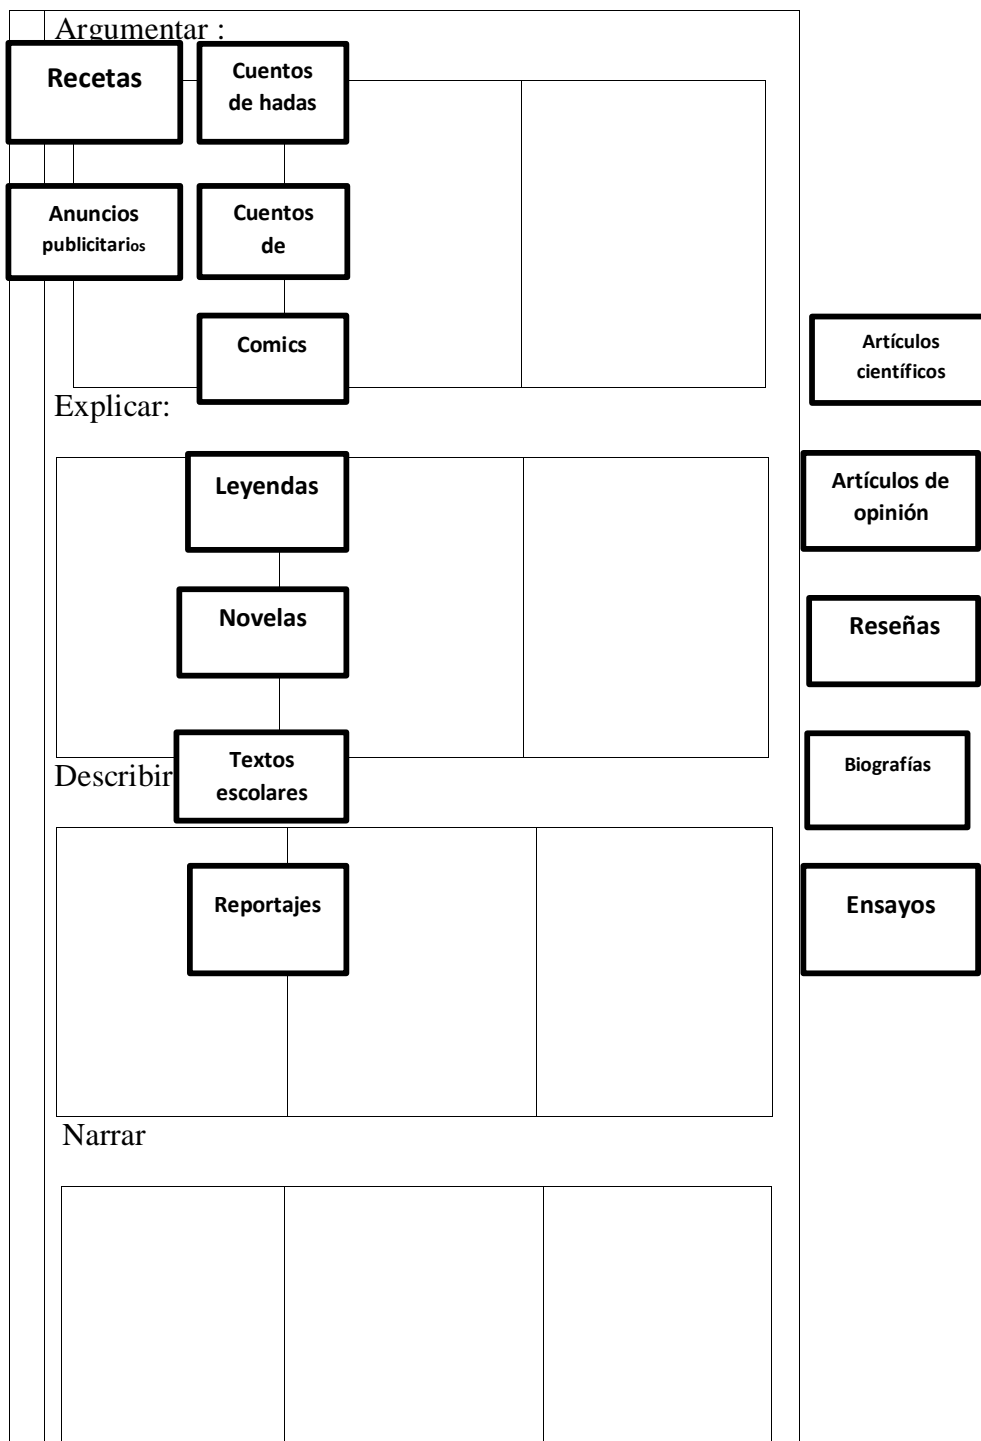 Argumentar :
Recetas
Cuentos
de hadas
Anuncios
publicitarios
Cuentos
de
Comics
Artículos
científicos
Explicar:
Leyendas
Artículos de
opinión
Novelas
Reseñas
Describir
Textos
escolares
Biografías
Reportajes
Ensayos
Narrar